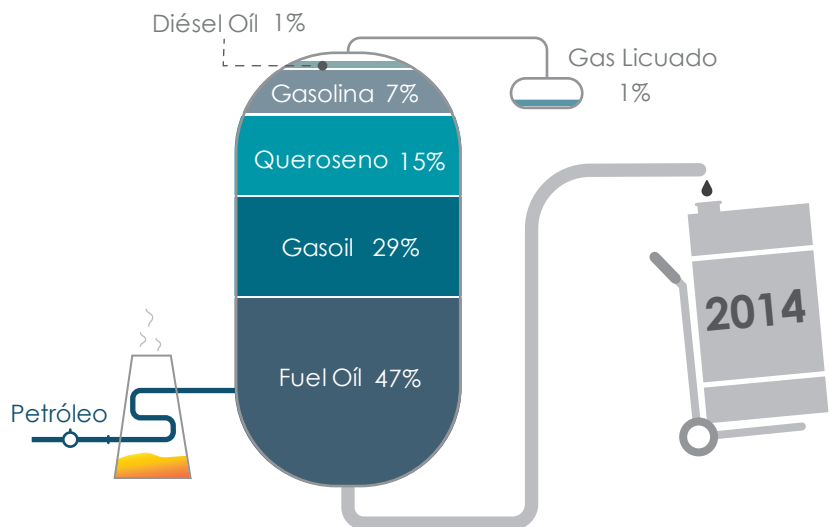 Diésel Oíl 1%
Gas Licuado
1%
Gasolina 7%
Queroseno 15%
Gasoil 29%
2014
Fuel Oíl 47%
Petróleo